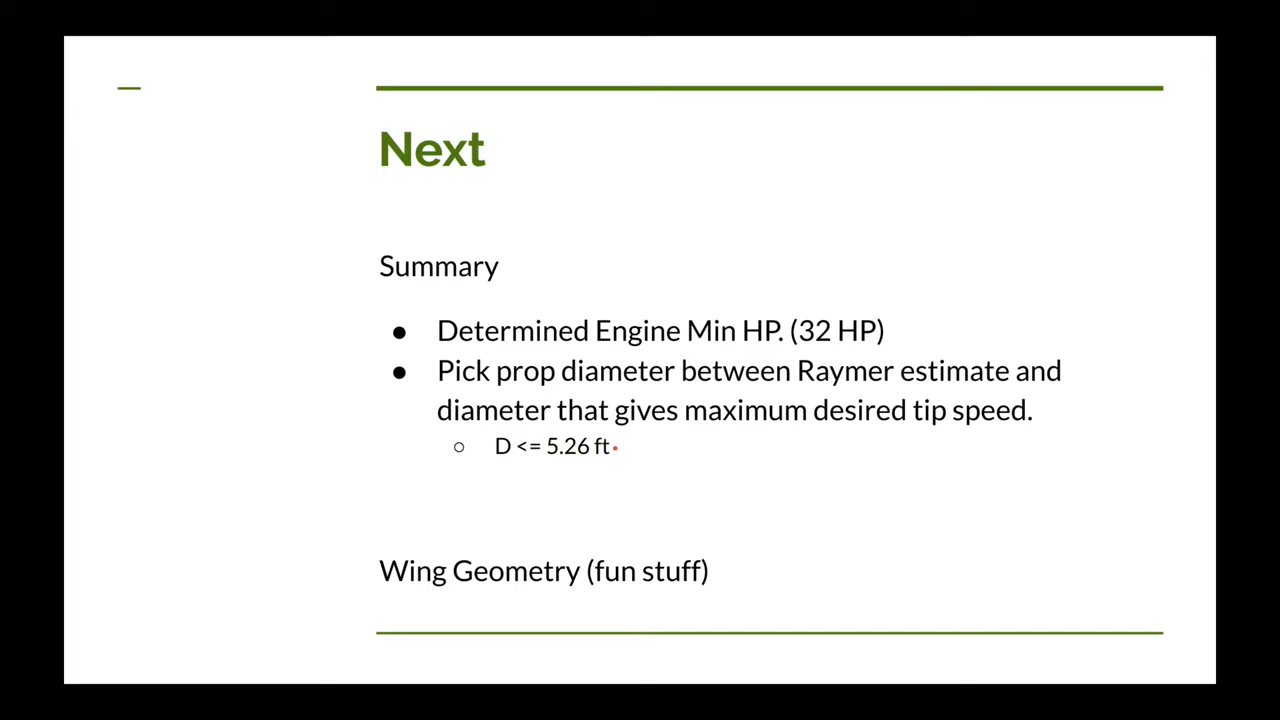 Next
Summary
● Determined Engine Min HP. (32 HP)
● Pick prop diameter between Raymer estimate and
diameter that gives maximum desired tip speed.
○ D <= 5.26 ft
Wing Geometry (fun stuff)